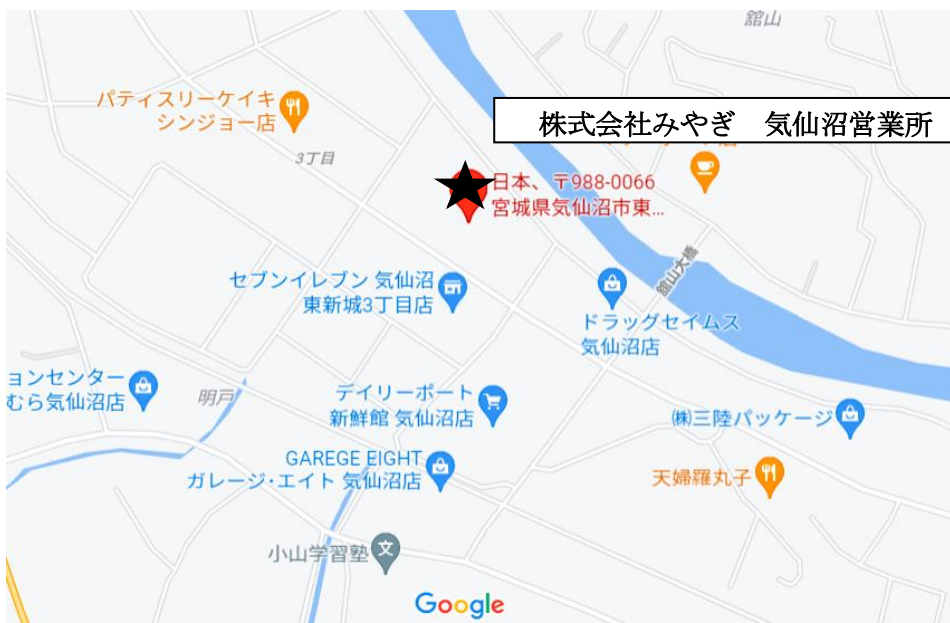 舘山
パティスリーケイキ
シンジョー店
株式会社みやぎ 気仙沼営業所
3丁目
日本、〒988-0066
宮城県気仙沼市東...
舘山大橋
セブンイレブン 気仙沼
東新城3丁目店
ドラッグセイムス
気仙沼店
ョンセンター
むら気仙沼店
明戸
デイリーポート
新鮮館 気仙沼店
㈱三陸パッケージ
GAREGE EIGHT
ガレージ・エイト 気仙沼店
天婦羅丸子
小山学習塾
文
Google